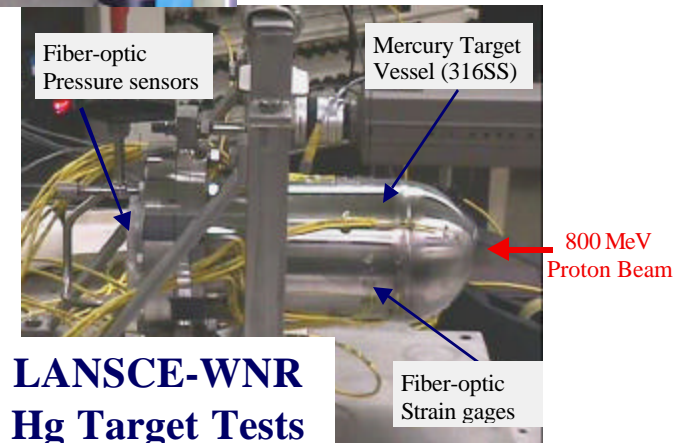 Fiber-optic
Pressure sensors
Mercury Target
Vessel (316SS)
800 MeV
Proton Beam
Fiber-optic
Strain gages
LANSCE-WNR
Hg Target Tests